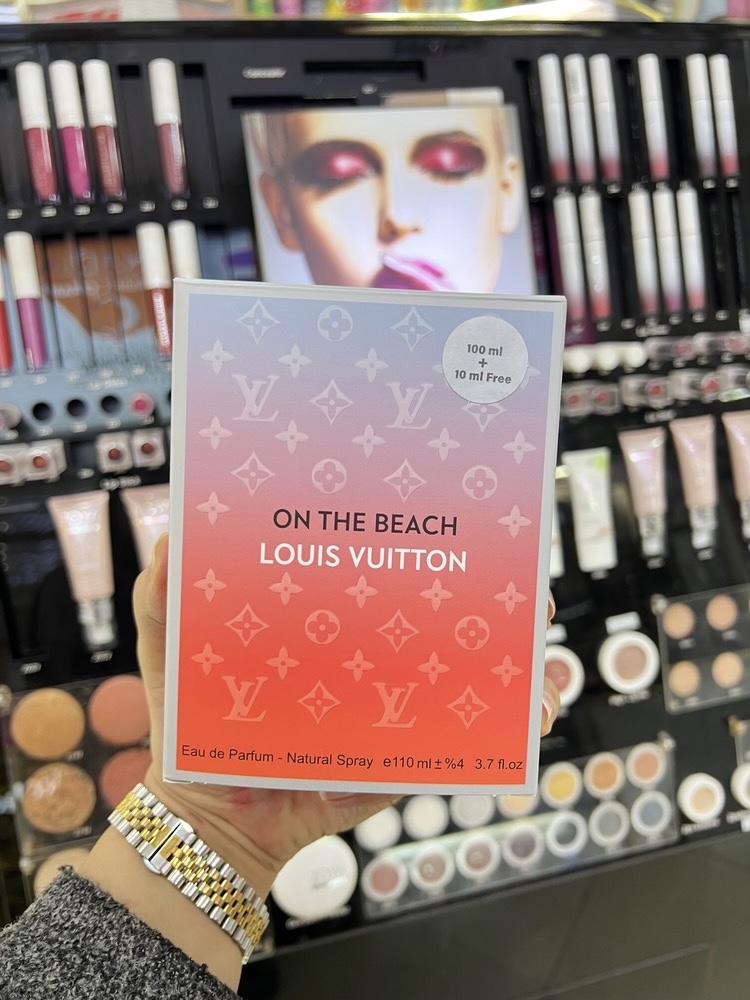 Concealer
100 ml
+
10 ml Free
ON THE BEACH
LOUIS VUITTON
Eau de Parfum - Natural Spray e110 ml ± %4 3.7 fl.oz